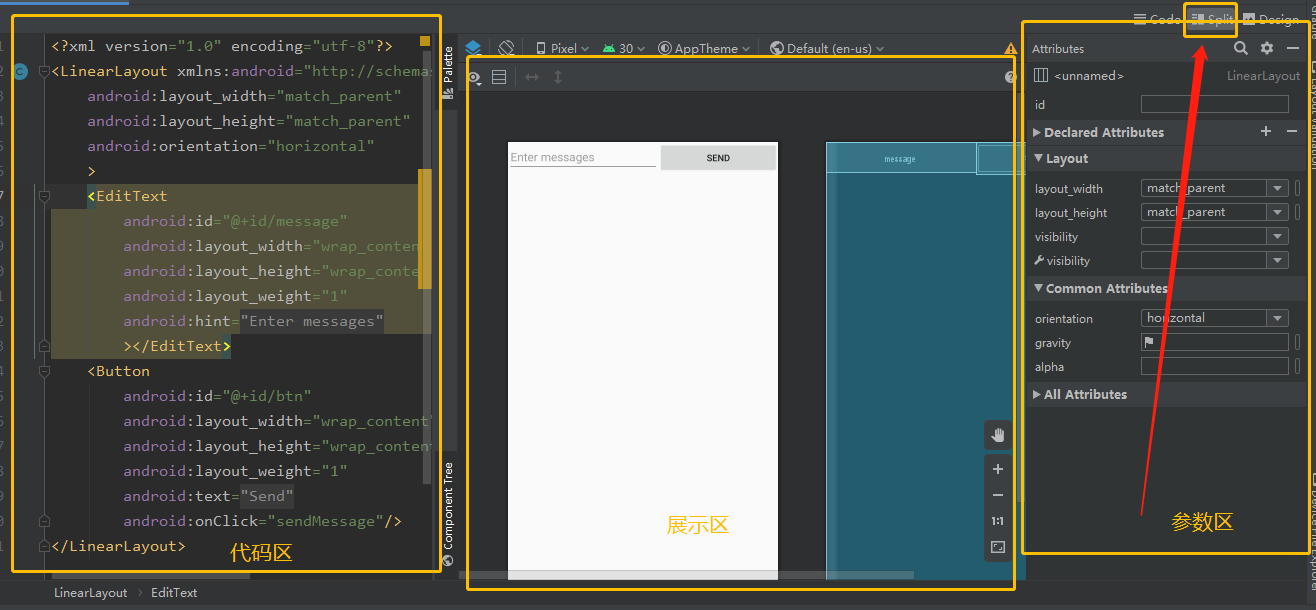 Code Split Design
<?xml version="1.0" encoding="utf-8"?>
<LinearLayout xmlns:android="http://schemas
android:layout_width="match_parent"
android:layout_height="match_parent"
android:orientation="horizontal"
>
<EditText
android:id="@+id/message"
android:layout_width="wrap_conten
android:layout_height="wrap_conte
android:layout_weight="1"
android:hint="Enter messages"
></EditText>
<Button
android:id="@+id/btn"
android:layout_width="wrap_content"
android:layout_height="wrap_conten
android:layout_weight="1"
android:text="Send"
android:onClick="sendMessage"/>
</LinearLayout>
代码区
LinearLayout > EditText
Palette
Component Tree
Pixel 30 AppTheme Default (en-us)
Enter messages
SEND
message
1:1
展示区
Attributes
<unnamed> LinearLayout
id
Declared Attributes
Layout
layout_width match_parent
layout_height match_parent
visibility
visibility
Common Attributes
orientation horizontal
gravity
alpha
All Attributes
参数区